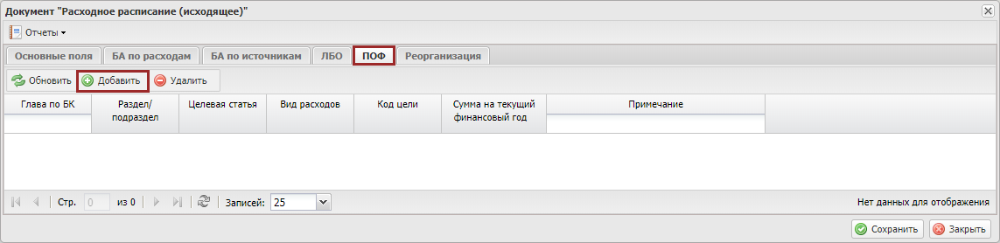 Документ "Расходное расписание (исходящее)"
Отчеты
Основные поля БА по расходам БА по источникам ЛБО ПОФ Реорганизация
Обновить Добавить Удалить
Глава по БК Раздел/ Целевая статья Вид расходов Код цели Сумма на текущий Примечание
подраздел финансовый год
Стр. 0 из 0 Записей: 25 Нет данных для отображения
Сохранить Закрыть